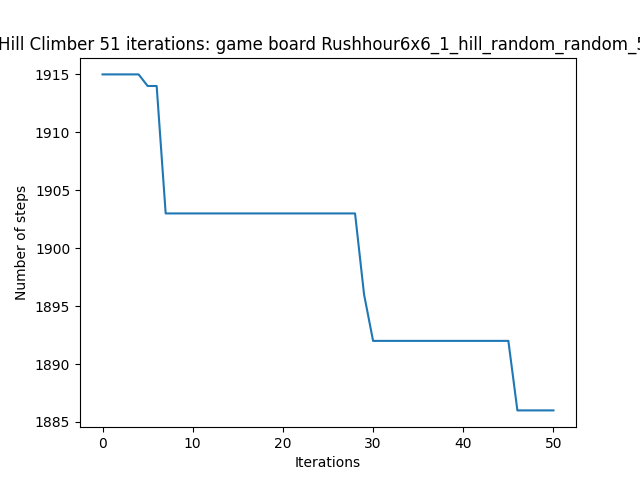 Hill Climber 51 iterations: game board Rushhour6x6_1_hill_random_random_5
1915
1910
1905
1900
1895
1890
1885
Number of steps
0 10 20 30 40 50
Iterations